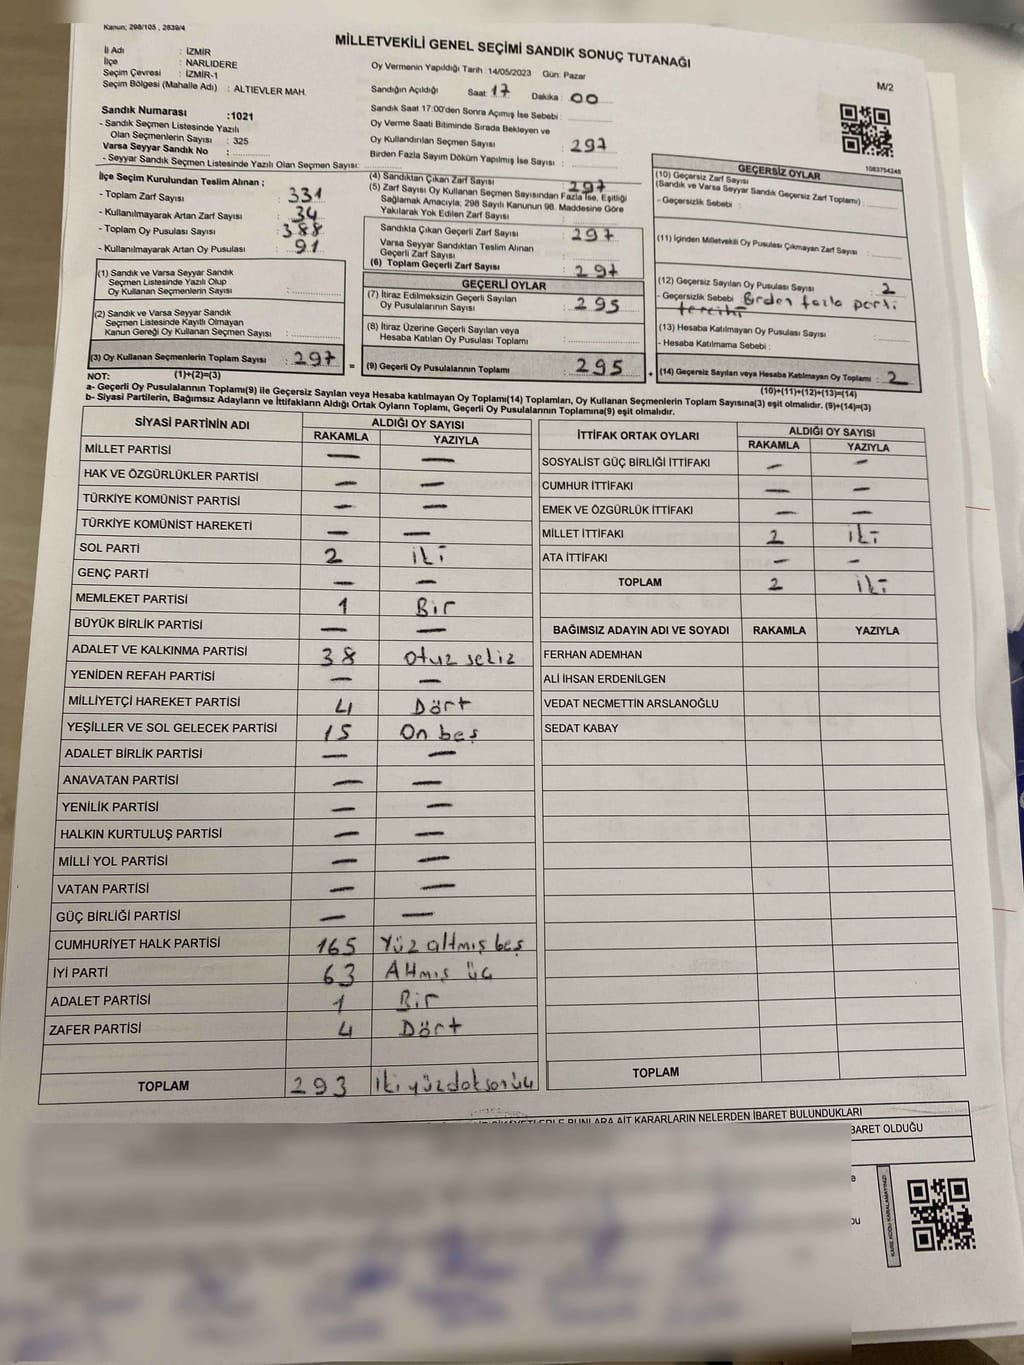 Kanun; 298/105 , 2839/4
MİLLETVEKİLİ GENEL SEÇİMİ SANDIK SONUÇ TUTANAĞI
M/2
İl Adı : İZMİR
İlçe : NARLIDERE
Seçim Çevresi : İZMİR-1
Seçim Bölgesi (Mahalle Adı) : ALTIEVLER MAH.
Oy Vermenin Yapıldığı Tarih :14/05/2023 Gün: Pazar
Sandığın Açıldığı Saat: 17 Dakika : 00
Sandık Saat 17:00'den Sonra Açımış İse Sebebi :
Oy Verme Saati Bitiminde Sırada Bekleyen ve
Oy Kullandırılan Seçmen Sayısı : 297
Birden Fazla Sayım Döküm Yapılmış İse Sayısı :
Sandık Numarası :1021
- Sandık Seçmen Listesinde Yazılı
Olan Seçmenlerin Sayısı : 325
Varsa Seyyar Sandık No :
- Seyyar Sandık Seçmen Listesinde Yazılı Olan Seçmen Sayısı:
1083754248
İlçe Seçim Kurulundan Teslim Alınan ;
- Toplam Zarf Sayısı : 331
- Kullanılmayarak Artan Zarf Sayısı : 34
- Toplam Oy Pusulası Sayısı : 388
- Kullanılmayarak Artan Oy Pusulası : 91
(4) Sandıktan Çıkan Zarf Sayısı : 297
(5) Zarf Sayısı Oy Kullanan Seçmen Sayısından Fazla İse, Eşitliği
Sağlamak Amacıyla, 298 Sayılı Kanunun 98. Maddesine Göre
Yakılarak Yok Edilen Zarf Sayısı :
Sandıkta Çıkan Geçerli Zarf Sayısı : 297
Varsa Seyyar Sandıktan Teslim Alınan
Geçerli Zarf Sayısı :
(6) Toplam Geçerli Zarf Sayısı : 297
GEÇERSİZ OYLAR
(10) Geçersiz Zarf Sayısı
(Sandık ve Varsa Seyyar Sandık Geçersiz Zarf Toplamı) :
- Geçersizlik Sebebi :
(11) İçinden Milletvekili Oy Pusulası Çıkmayan Zarf Sayısı :
(12) Geçersiz Sayılan Oy Pusulası Sayısı : 2
- Geçersizlik Sebebi Birden fazla parti
tercihi
(13) Hesaba Katılmayan Oy Pusulası Sayısı :
- Hesaba Katılmama Sebebi :
(14) Geçersiz Sayılan veya Hesaba Katılmayan Oy Toplamı : 2
(10)+(11)+(12)+(13)=(14)
(1) Sandık ve Varsa Seyyar Sandık
Seçmen Listesinde Yazılı Olup
Oy Kullanan Seçmenlerin Sayısı :
(2) Sandık ve Varsa Seyyar Sandık
Seçmen Listesinde Kayıtlı Olmayan
Kanun Gereği Oy Kullanan Seçmen Sayısı :
(3) Oy Kullanan Seçmenlerin Toplam Sayısı : 297
(1)+(2)=(3)
GEÇERLİ OYLAR
(7) İtiraz Edilmeksizin Geçerli Sayılan
Oy Pusulalarının Sayısı : 295
(8) İtiraz Üzerine Geçerli Sayılan veya
Hesaba Katılan Oy Pusulası Toplamı :
(9) Geçerli Oy Pusulalarının Toplamı : 295
NOT:
a- Geçerli Oy Pusulalarının Toplamı(9) ile Geçersiz Sayılan veya Hesaba katılmayan Oy Toplamı(14) Toplamları, Oy Kullanan Seçmenlerin Toplam Sayısına(3) eşit olmalıdır. (9)+(14)=(3)
b- Siyasi Partilerin, Bağımsız Adayların ve İttifakların Aldığı Ortak Oyların Toplamı, Geçerli Oy Pusulalarının Toplamına(9) eşit olmalıdır.
SİYASİ PARTİNİN ADI ALDIĞI OY SAYISI
RAKAMLA YAZIYLA
MİLLET PARTİSİ — —
HAK VE ÖZGÜRLÜKLER PARTİSİ — —
TÜRKİYE KOMÜNİST PARTİSİ — —
TÜRKİYE KOMÜNİST HAREKETİ — —
SOL PARTİ 2 iki
GENÇ PARTİ — —
MEMLEKET PARTİSİ 1 Bir
BÜYÜK BİRLİK PARTİSİ — —
ADALET VE KALKINMA PARTİSİ 38 otuz sekiz
YENİDEN REFAH PARTİSİ — —
MİLLİYETÇİ HAREKET PARTİSİ 4 Dört
YEŞİLLER VE SOL GELECEK PARTİSİ 15 On beş
ADALET BİRLİK PARTİSİ — —
ANAVATAN PARTİSİ — —
YENİLİK PARTİSİ — —
HALKIN KURTULUŞ PARTİSİ — —
MİLLİ YOL PARTİSİ — —
VATAN PARTİSİ — —
GÜÇ BİRLİĞİ PARTİSİ — —
CUMHURİYET HALK PARTİSİ 165 Yüz altmış beş
İYİ PARTİ 63 Altmış üç
ADALET PARTİSİ 1 Bir
ZAFER PARTİSİ 4 Dört
TOPLAM 293 iki yüz doksan üç
İTTİFAK ORTAK OYLARI ALDIĞI OY SAYISI
RAKAMLA YAZIYLA
SOSYALİST GÜÇ BİRLİĞİ İTTİFAKI — —
CUMHUR İTTİFAKI — —
EMEK VE ÖZGÜRLÜK İTTİFAKI — —
MİLLET İTTİFAKI 2 iki
ATA İTTİFAKI — —
TOPLAM 2 iki
BAĞIMSIZ ADAYIN ADI VE SOYADI RAKAMLA YAZIYLA
FERHAN ADEMHAN
ALİ İHSAN ERDENİLGEN
VEDAT NECMETTİN ARSLANOĞLU
SEDAT KABAY
TOPLAM
BUNLARA AİT KARARLARIN NELERDEN İBARET BULUNDUKLARI
BARET OLDUĞU
KARE KODU KARALAMAYINIZ!